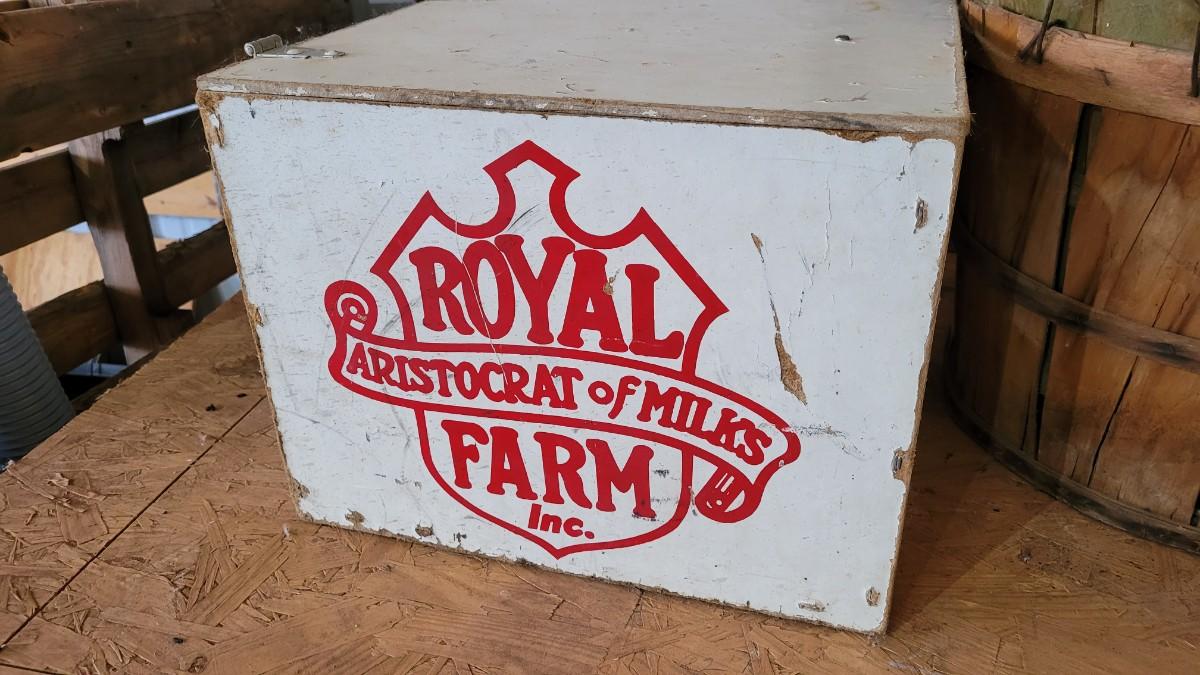 ROYAL
ARISTOCRAT of MILKS
FARM
Inc.